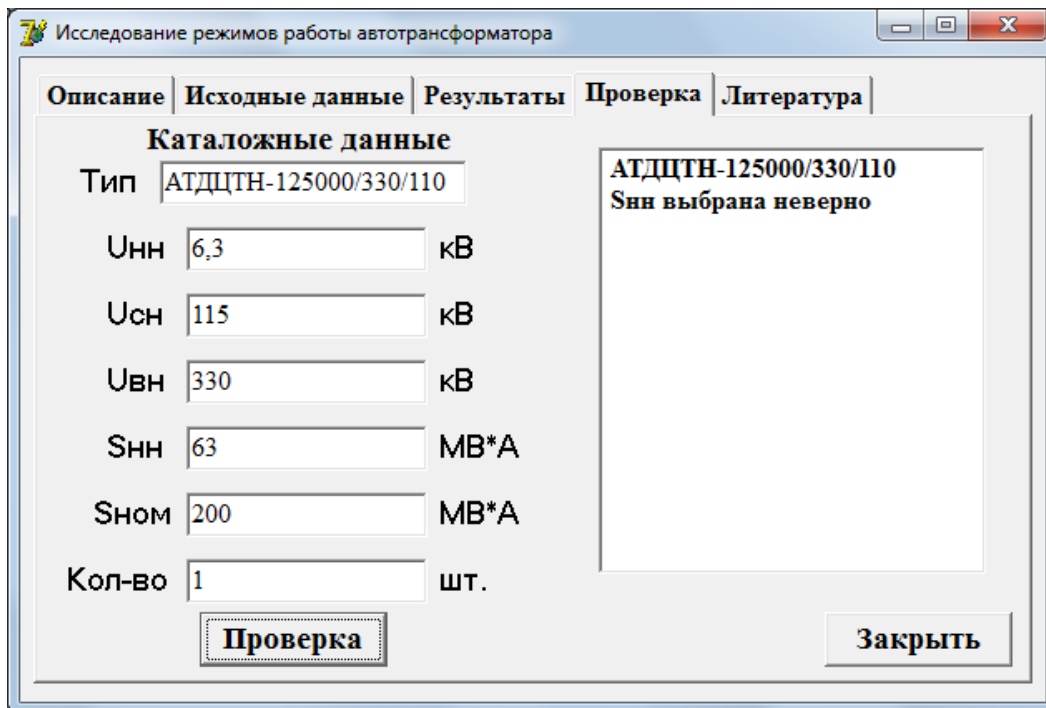 Исследование режимов работы автотрансформатора
Описание Исходные данные Результаты Проверка Литература
Каталожные данные
Тип АТДЦТН-125000/330/110
Uнн 6,3 кВ
Uсн 115 кВ
Uвн 330 кВ
Sнн 63 МВ*А
Sном 200 МВ*А
Кол-во 1 шт.
Проверка
АТДЦТН-125000/330/110
Sнн выбрана неверно
Закрыть